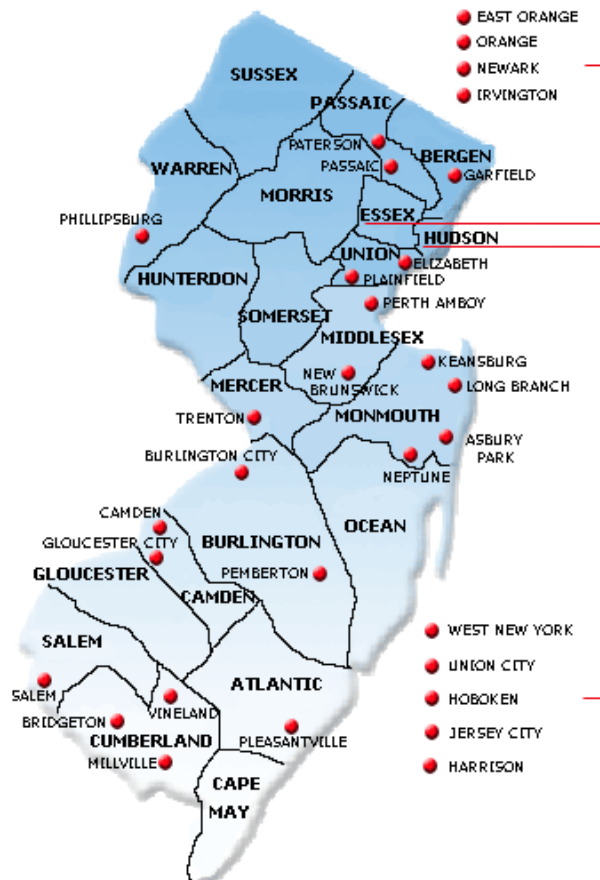 EAST ORANGE
ORANGE
NEWARK
IRVINGTON
SUSSEX
PASSAIC
PATERSON
PASSAIC
BERGEN
GARFIELD
WARREN
MORRIS
ESSEX
PHILLIPSBURG
HUDSON
UNION
ELIZABETH
HUNTERDON
PLAINFIELD
SOMERSET
PERTH AMBOY
MIDDLESEX
KEANSBURG
NEW
BRUNSWICK
LONG BRANCH
MERCER
MONMOUTH
TRENTON
ASBURY
PARK
BURLINGTON CITY
NEPTUNE
CAMDEN
OCEAN
GLOUCESTER CITY
BURLINGTON
GLOUCESTER
PEMBERTON
CAMDEN
WEST NEW YORK
SALEM
UNION CITY
ATLANTIC
SALEM
HOBOKEN
VINELAND
BRIDGETON
JERSEY CITY
CUMBERLAND
PLEASANTVILLE
MILLVILLE
HARRISON
CAPE
MAY